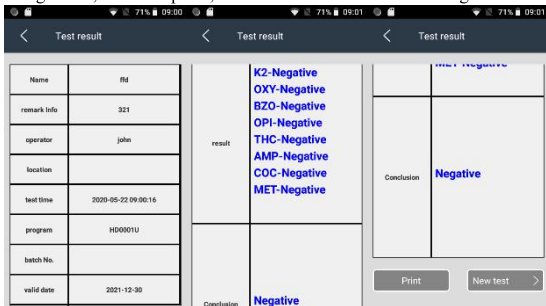 71% 09:00
Test result
Name ffd
remark info 321
operator john
location
test time 2020-05-22 09:00:16
program HD0001U
batch No.
valid date 2021-12-30
71% 09:01
Test result
K2-Negative
OXY-Negative
BZO-Negative
OPI-Negative
result THC-Negative
AMP-Negative
COC-Negative
MET-Negative
Conclusion Negative
71% 09:01
Test result
MET-Negative
Conclusion Negative
Print New test